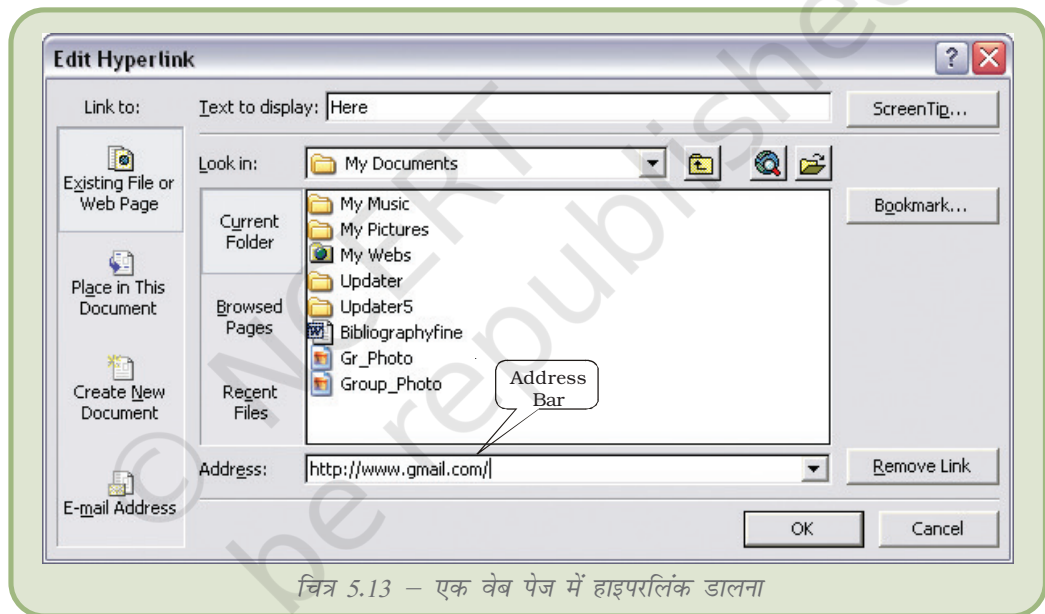 Edit Hyperlink
Link to:
Text to display: Here
ScreenTip...
Existing File or
Web Page
Place in This
Document
Create New
Document
E-mail Address
Look in:
My Documents
Current
Folder
Browsed
Pages
Recent
Files
My Music
My Pictures
My Webs
Updater
Updater5
Bibliographyfine
Gr_Photo
Group_Photo
Address
Bar
Bookmark...
Address: http://www.gmail.com/
Remove Link
OK
Cancel
चित्र 5.13 – एक वेब पेज में हाइपरलिंक डालना
© NCERT
be republished